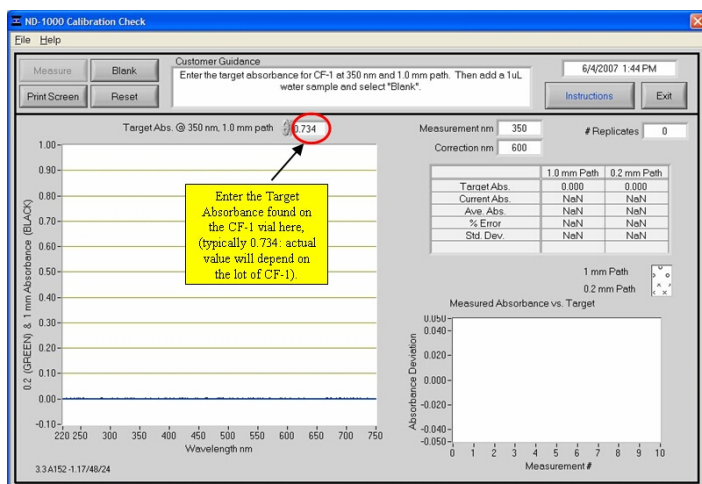 ND-1000 Calibration Check
File Help
Measure Blank
Print Screen Reset
Customer Guidance
Enter the target absorbance for CF-1 at 350 nm and 1.0 mm path. Then add a 1uL
water sample and select "Blank".
6/4/2007 1:44 PM
Instructions Exit
Target Abs. @ 350 nm, 1.0 mm path 0.734
Measurement nm 350
Correction nm 600
# Replicates 0
1.0 mm Path 0.2 mm Path
Target Abs. 0.000 0.000
Current Abs. NaN NaN
Ave. Abs. NaN NaN
% Error NaN NaN
Std. Dev. NaN NaN
1 mm Path
0.2 mm Path
0.2 (GREEN) & 1 mm Absorbance (BLACK)
1.00
0.90
0.80
0.70
0.60
0.50
0.40
0.30
0.20
0.10
0.00
-0.10
220 250 300 350 400 450 500 550 600 650 700 750
Wavelength nm
Enter the Target
Absorbance found on
the CF-1 vial here,
(typically 0.734: actual
value will depend on
the lot of CF-1).
Measured Absorbance vs. Target
Absorbance Deviation
0.050
0.040
0.020
0.000
-0.020
-0.040
-0.050
0 1 2 3 4 5 6 7 8 9 10
Measurement #
3.3 A152 -1.17/48/24